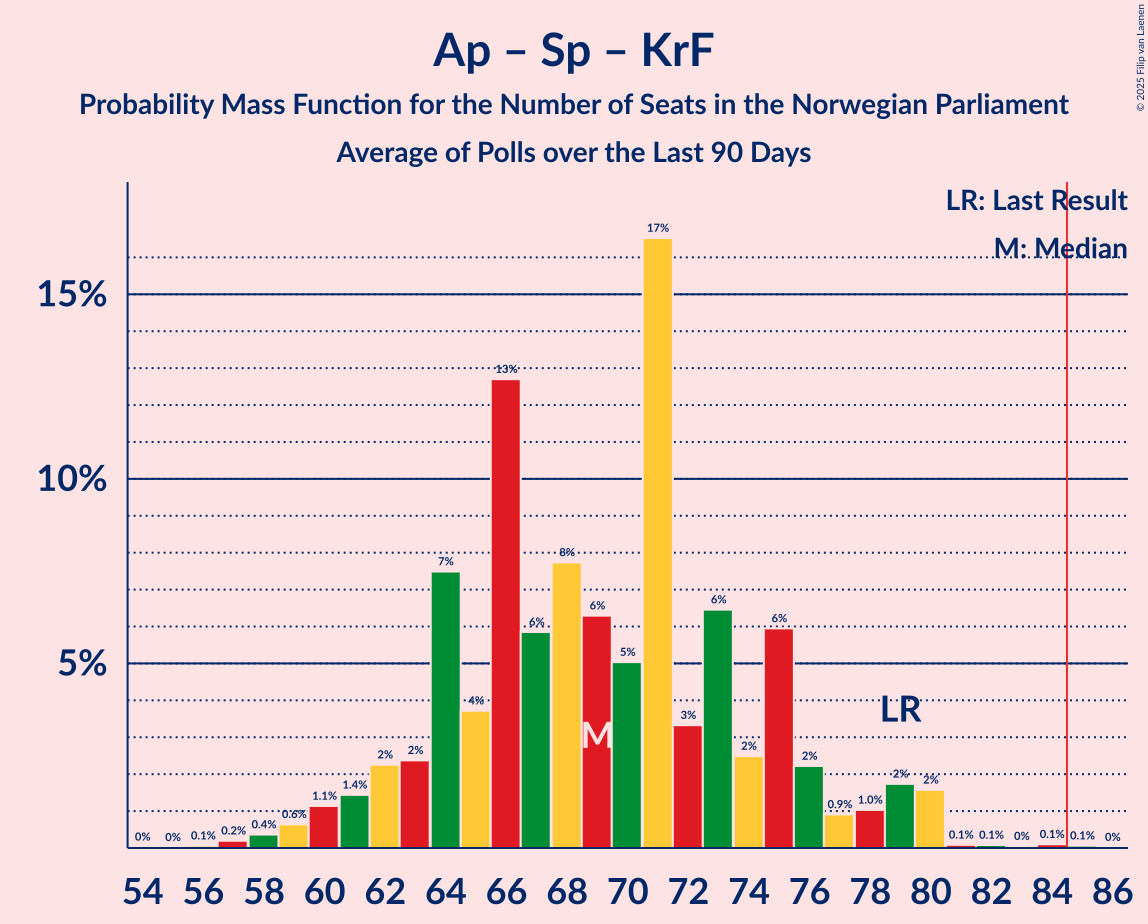 Ap – Sp – KrF
Probability Mass Function for the Number of Seats in the Norwegian Parliament
Average of Polls over the Last 90 Days
© 2025 Filip van Laenen
LR: Last Result
M: Median
15%
10%
5%
0% 0% 0.1% 0.2% 0.4% 0.6% 1.1% 1.4% 2% 2% 7% 4% 13% 6% 8% 6% 5% 17% 3% 6% 2% 6% 2% 0.9% 1.0% 2% 2% 0.1% 0.1% 0% 0.1% 0.1% 0%
M
LR
54 56 58 60 62 64 66 68 70 72 74 76 78 80 82 84 86